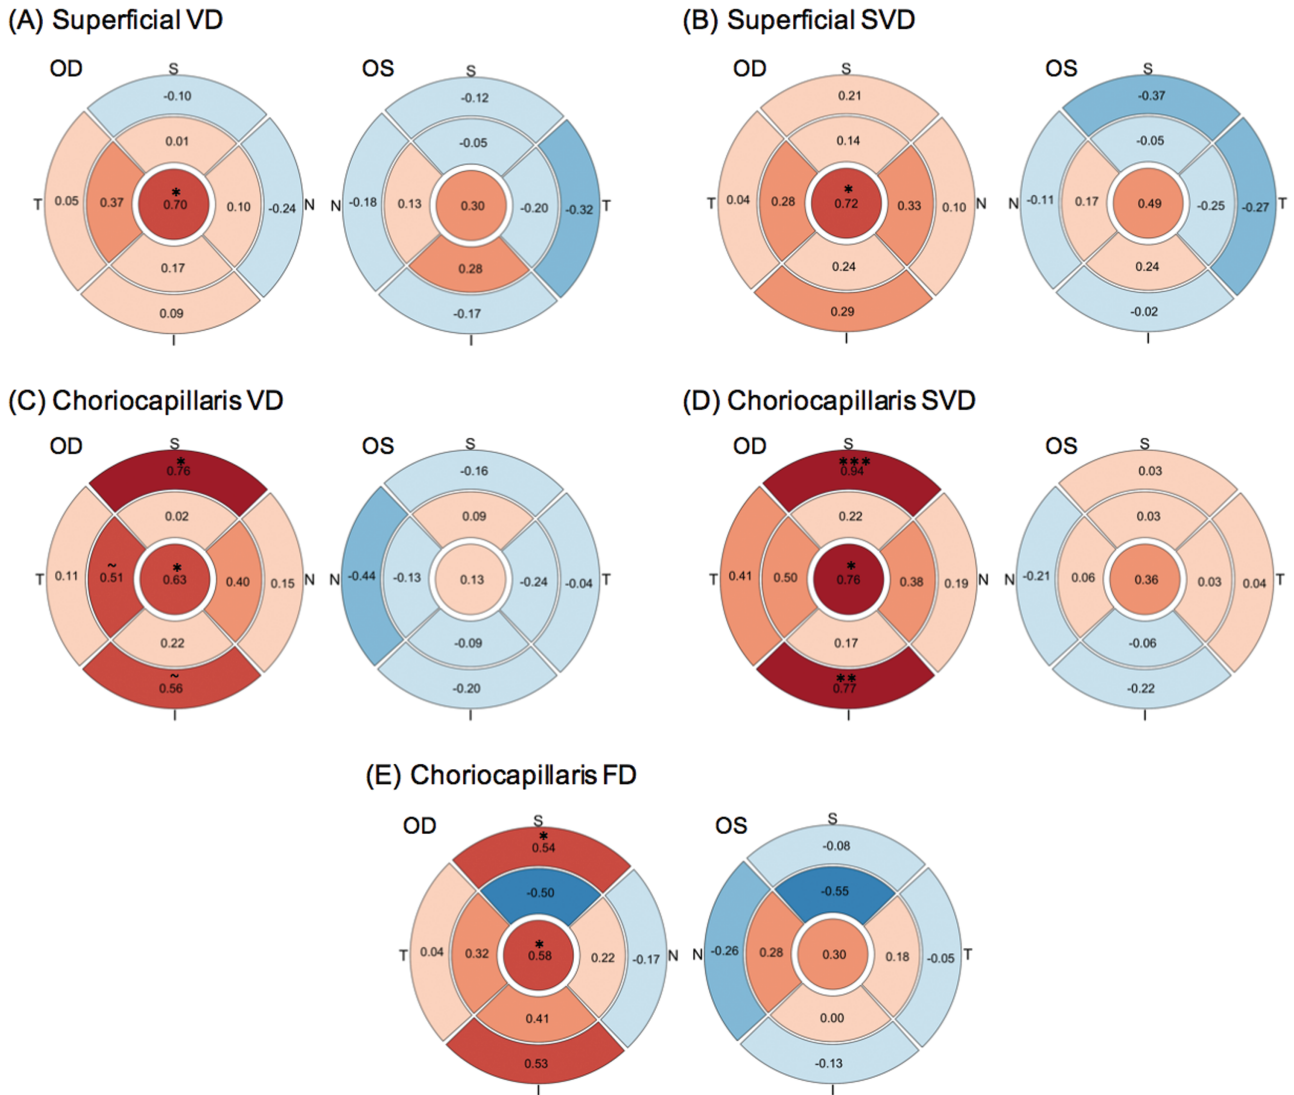 (A) Superficial VD
OD
S
-0.10
0.01
T
0.05
0.37
*
0.70
0.10
-0.24
N
0.17
0.09
I
OS
S
-0.12
-0.05
N
-0.18
0.13
0.30
-0.20
-0.32
T
0.28
-0.17
I
(B) Superficial SVD
OD
S
0.21
0.14
T
0.04
0.28
*
0.72
0.33
0.10
N
0.24
0.29
I
OS
S
-0.37
-0.05
N
-0.11
0.17
0.49
-0.25
-0.27
T
0.24
-0.02
I
(C) Choriocapillaris VD
OD
S
*
0.76
0.02
T
0.11
~
0.51
*
0.63
0.40
0.15
N
0.22
~
0.56
I
OS
S
-0.16
0.09
N
-0.44
-0.13
0.13
-0.24
-0.04
T
-0.09
-0.20
I
(D) Choriocapillaris SVD
OD
S
***
0.94
0.22
T
0.41
0.50
*
0.76
0.38
0.19
N
0.17
**
0.77
I
OS
S
0.03
0.03
N
-0.21
0.06
0.36
0.03
0.04
T
-0.06
-0.22
I
(E) Choriocapillaris FD
OD
S
*
0.54
-0.50
T
0.04
0.32
*
0.58
0.22
-0.17
N
0.41
0.53
I
OS
S
-0.08
-0.55
N
-0.26
0.28
0.30
0.18
-0.05
T
0.00
-0.13
I